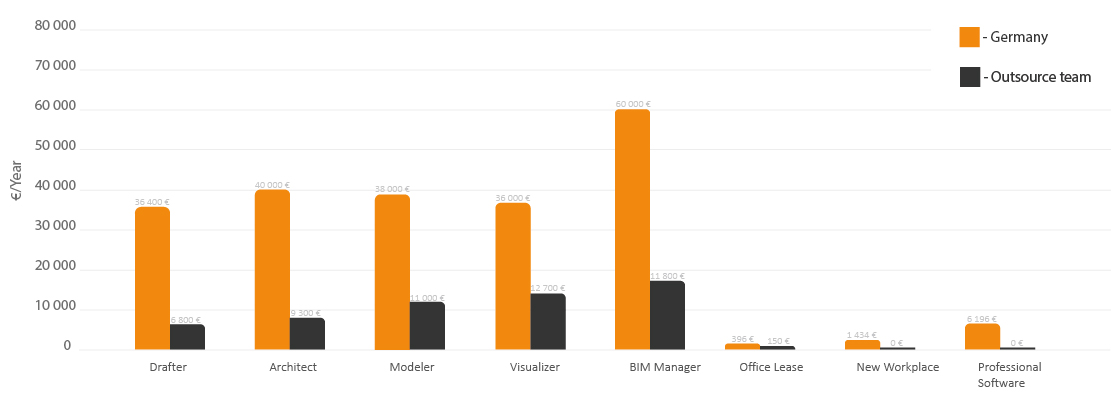 80 000
70 000
60 000
50 000
40 000
30 000
20 000
10 000
0
€/Year
- Germany
- Outsource team
36 400 €
6 800 €
40 000 €
9 300 €
38 000 €
11 000 €
36 000 €
12 700 €
60 000 €
11 800 €
396 €
150 €
1 434 €
0 €
6 196 €
0 €
Drafter
Architect
Modeler
Visualizer
BIM Manager
Office Lease
New Workplace
Professional
Software